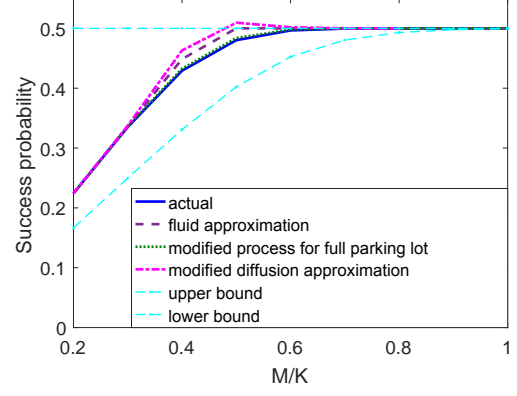 0.5
0.4
0.3
0.2
0.1
0
Success probability
actual
fluid approximation
modified process for full parking lot
modified diffusion approximation
upper bound
lower bound
0.2
0.4
0.6
0.8
1
M/K